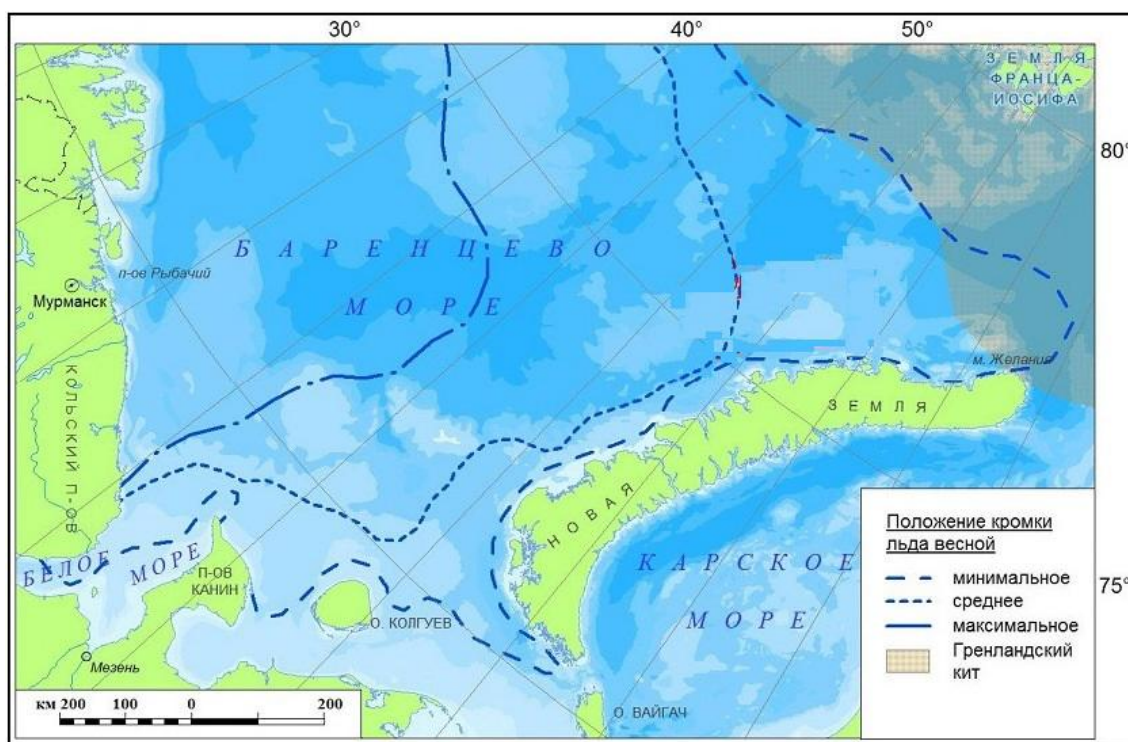 30°
40°
50°
ЗЕМЛЯ
ФРАНЦА-
ИОСИФА
80°
БАРЕНЦЕВО
МОРЕ
п-ов Рыбачий
Мурманск
КОЛЬСКИЙ П-ОВ
м. Желания
НОВАЯ
ЗЕМЛЯ
БЕЛОЕ
МОРЕ
П-ОВ
КАНИН
О. КОЛГУЕВ
Мезень
КАРСКОЕ
МОРЕ
О. ВАЙГАЧ
75°
Положение кромки
льда весной
минимальное
среднее
максимальное
Гренландский
кит
км 200 100 0 200